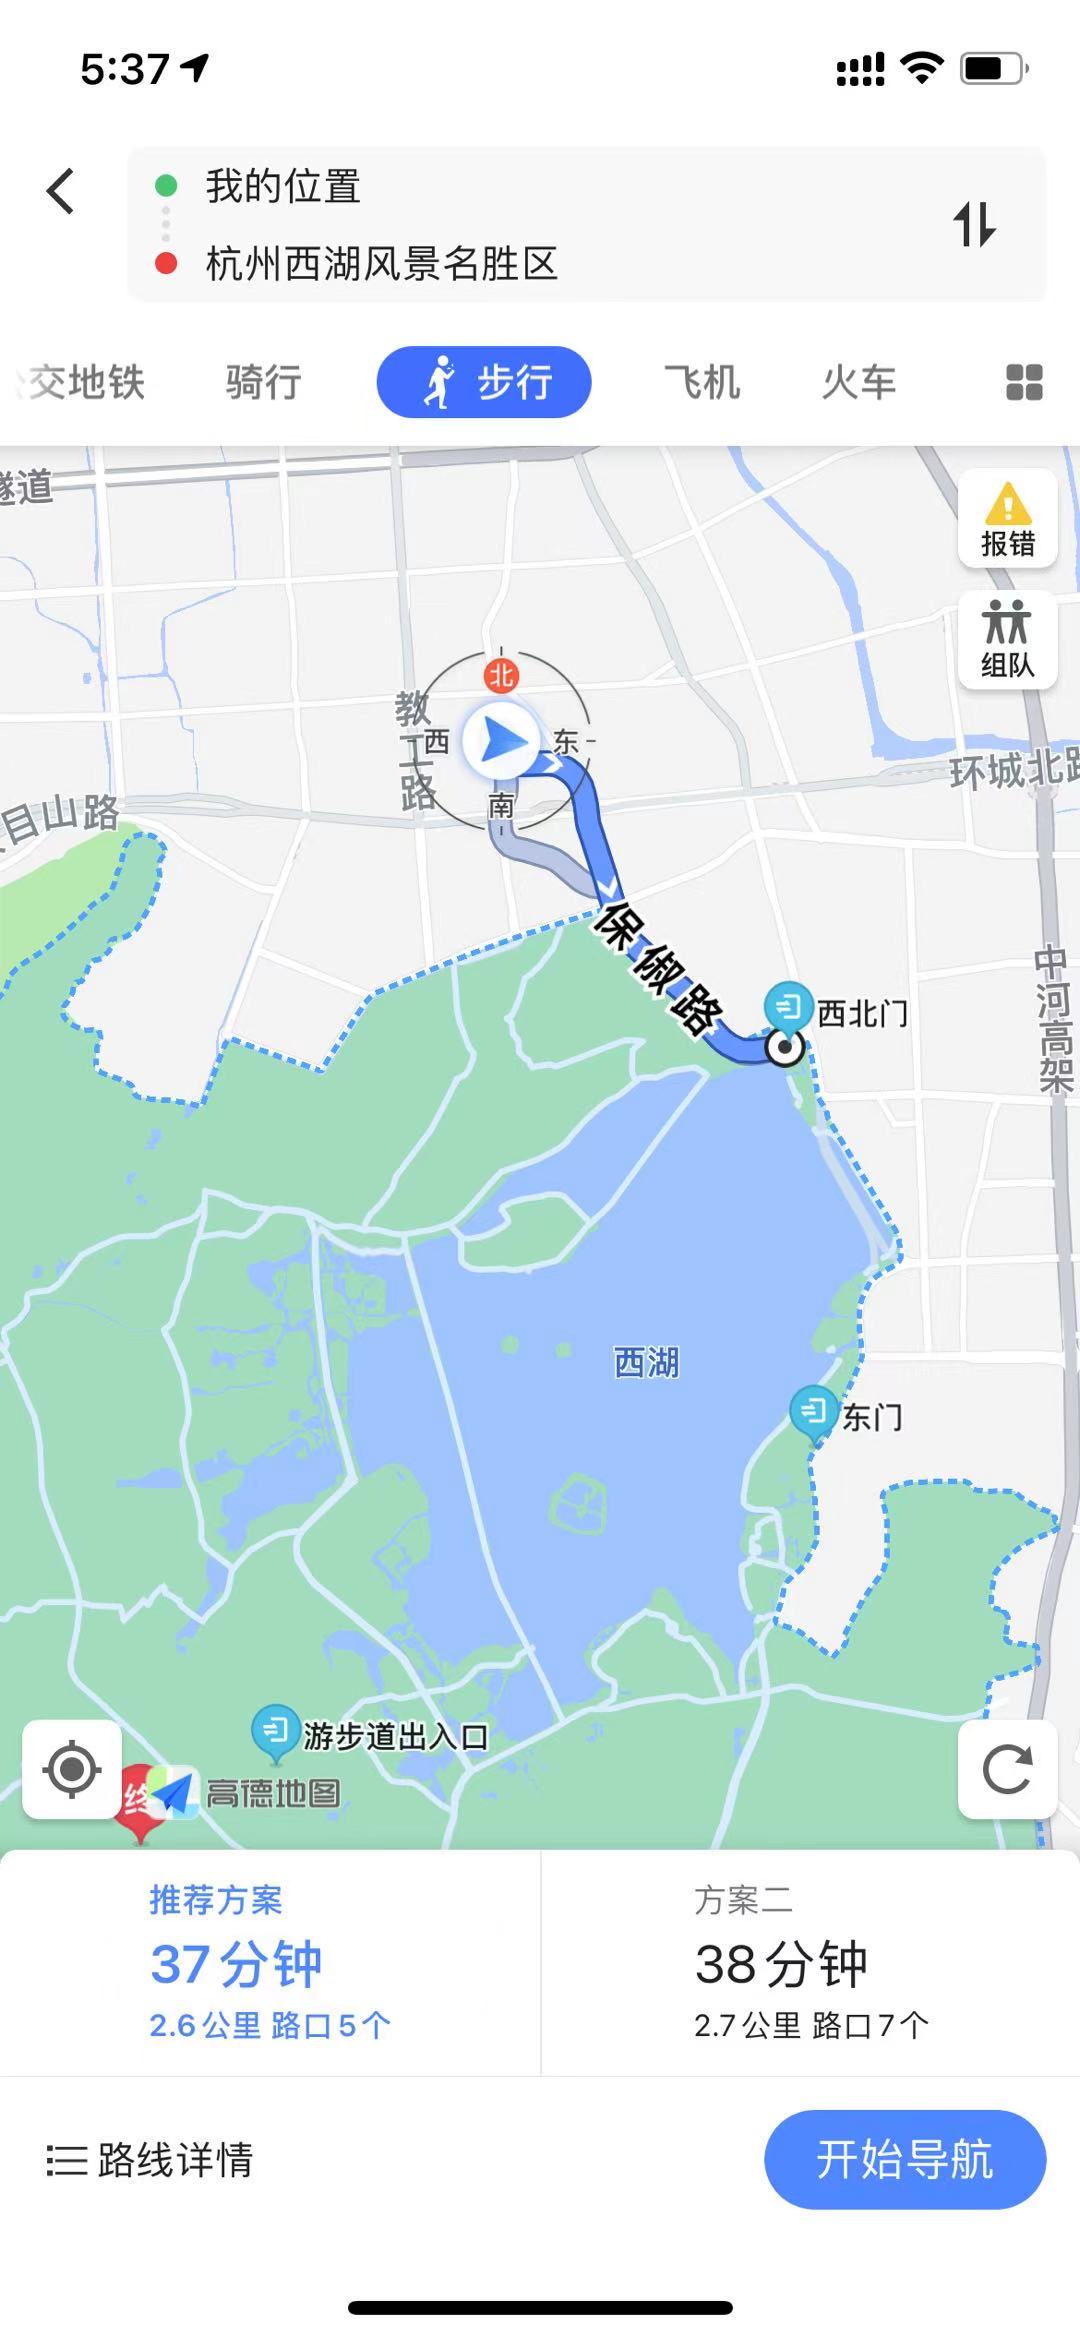 5:37
我的位置
杭州西湖风景名胜区
交地铁
骑行
步行
飞机
火车
隧道
报错
组队
北
西
东
南
教工路
环城北路
目山路
保俶路
中河高架
西北门
西湖
东门
游步道出入口
终
高德地图
推荐方案
37分钟
2.6公里 路口5个
方案二
38分钟
2.7公里 路口7个
路线详情
开始导航